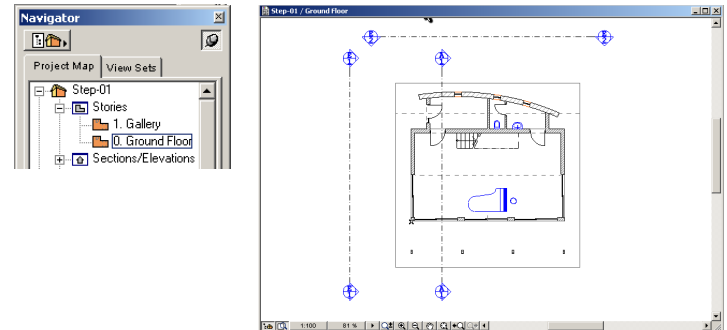 Navigator
Project Map
View Sets
Step-01
Stories
1. Gallery
0. Ground Floor
Sections/Elevations
Step-01 / Ground Floor
1:100
81 %